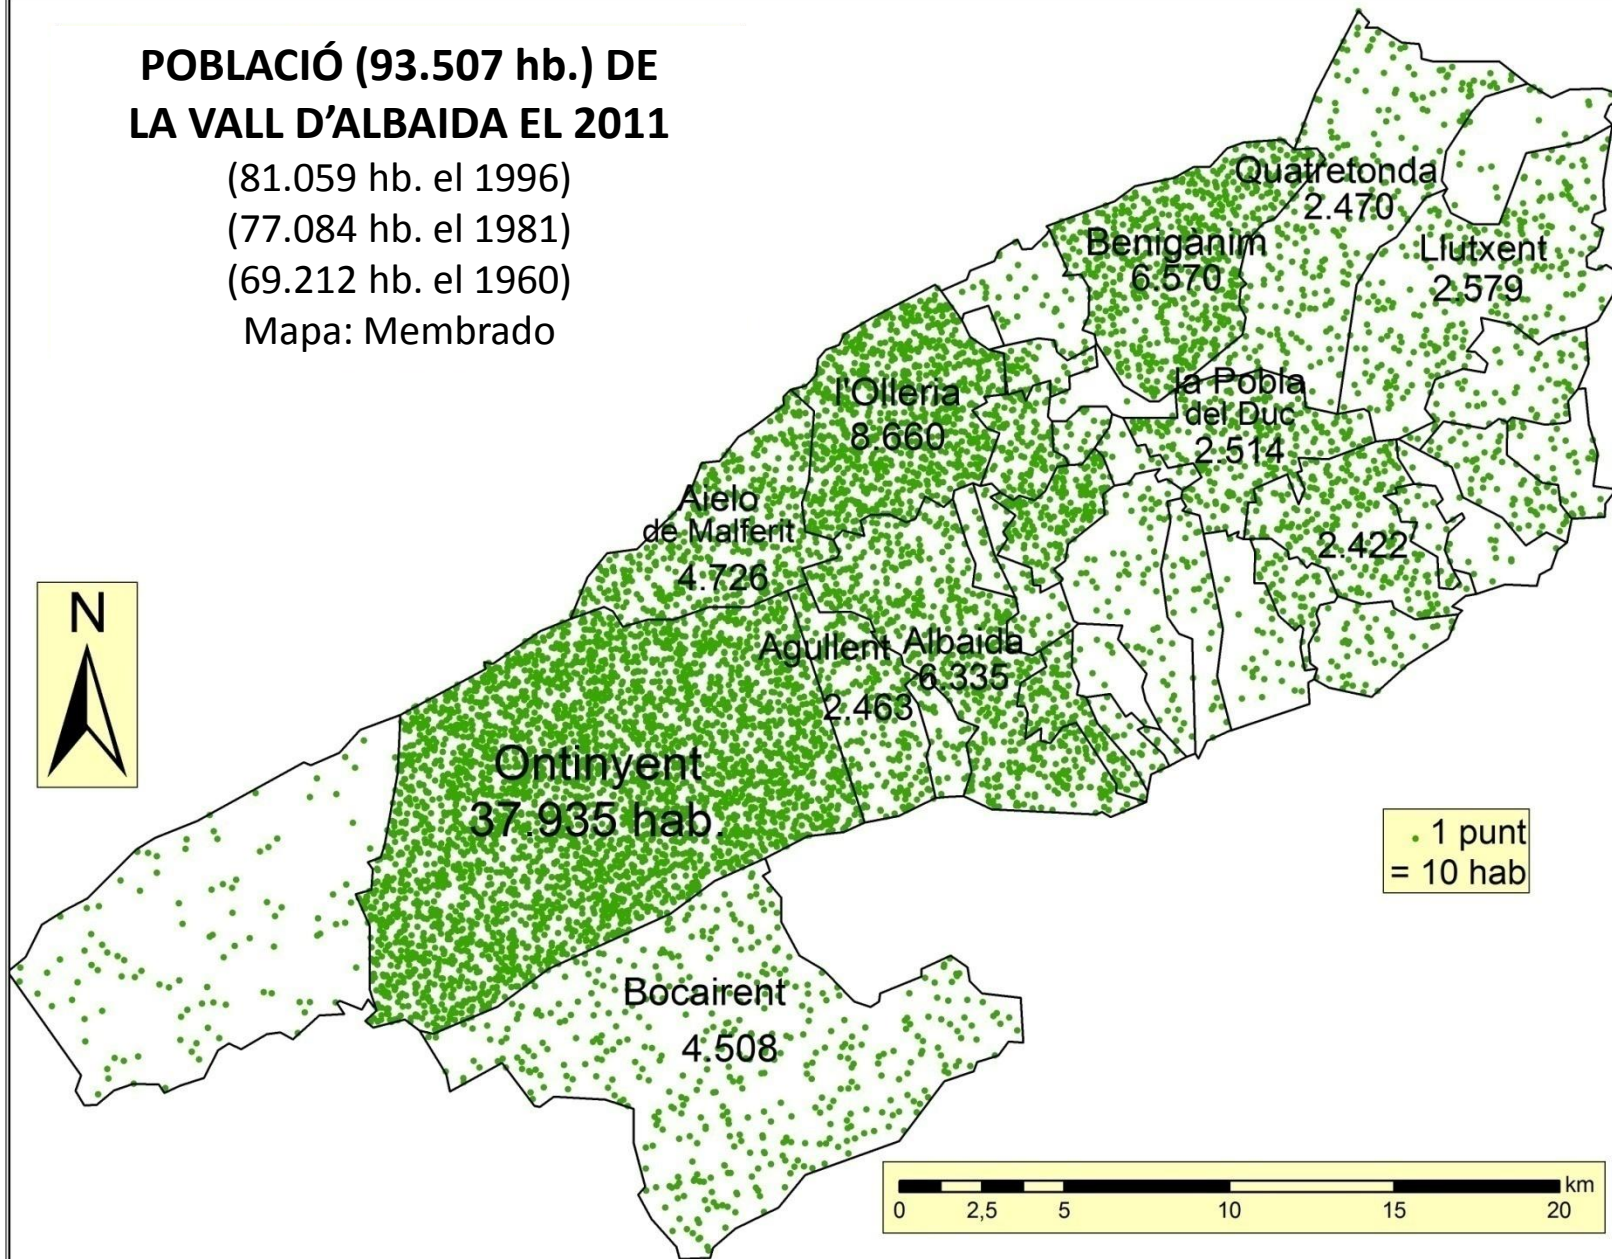 POBLACIÓ (93.507 hb.) DE
LA VALL D'ALBAIDA EL 2011
(81.059 hb. el 1996)
(77.084 hb. el 1981)
(69.212 hb. el 1960)
Mapa: Membrado
Quatretonda
2.470
Benigànim
6.570
Llutxent
2.579
l'Olleria
8.660
la Pobla
del Duc
2.514
Aielo
de Malferit
4.726
2.422
Agullent
2.463
Albaida
6.335
Ontinyent
37.935 hab.
Bocairent
4.508
N
. 1 punt
= 10 hab
km
0 2,5 5 10 15 20